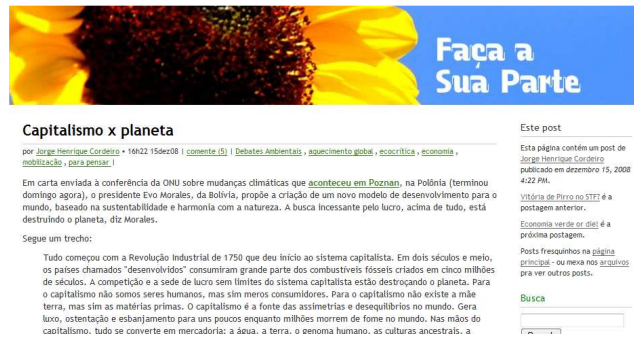 Faça a
Sua Parte
Capitalismo x planeta
por Jorge Henrique Cordeiro • 16h22 15dez08 | comente (5) | Debates Ambientais , aquecimento global , ecocrítica , economia ,
mobilização , para pensar |
Em carta enviada à conferência da ONU sobre mudanças climáticas que aconteceu em Poznan, na Polônia (terminou
domingo agora), o presidente Evo Morales, da Bolívia, propõe a criação de um novo modelo de desenvolvimento para o
mundo, baseado na sustentabilidade e harmonia com a natureza. A busca incessante pelo lucro, acima de tudo, está
destruindo o planeta, diz Morales.
Segue um trecho:
Tudo começou com a Revolução Industrial de 1750 que deu início ao sistema capitalista. Em dois séculos e meio,
os países chamados "desenvolvidos" consumiram grande parte dos combustíveis fósseis criados em cinco milhões
de séculos. A competição e a sede de lucro sem limites do sistema capitalista estão destroçando o planeta. Para
o capitalismo não somos seres humanos, mas sim meros consumidores. Para o capitalismo não existe a mãe
terra, mas sim as matérias primas. O capitalismo é a fonte das assimetrias e desequilíbrios no mundo. Gera
luxo, ostentação e esbanjamento para uns poucos enquanto milhões morrem de fome no mundo. Nas mãos do
capitalismo, tudo se converte em mercadoria: a água, a terra, o genoma humano, as culturas ancestrais, a
Este post
Esta página contém um post de
Jorge Henrique Cordeiro
publicado em dezembro 15, 2008
4:22 PM.
Vitória de Pirro no STF? é a
postagem anterior.
Economia verde or die! é a
próxima postagem.
Posts fresquinhos na página
principal - ou mexa nos arquivos
pra ver outros posts.
Busca